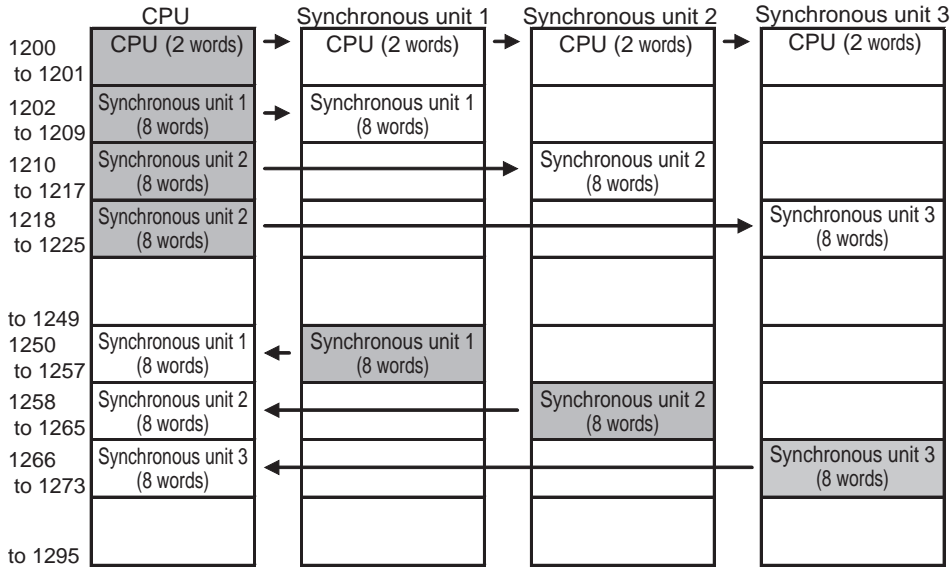 CPU Synchronous unit 1 Synchronous unit 2 Synchronous unit 3
1200 CPU (2 words) CPU (2 words) CPU (2 words) CPU (2 words)
to 1201
1202 Synchronous unit 1 Synchronous unit 1
to 1209 (8 words) (8 words)
1210 Synchronous unit 2 Synchronous unit 2
to 1217 (8 words) (8 words)
1218 Synchronous unit 2 Synchronous unit 3
to 1225 (8 words) (8 words)
to 1249
1250 Synchronous unit 1 Synchronous unit 1
to 1257 (8 words) (8 words)
1258 Synchronous unit 2 Synchronous unit 2
to 1265 (8 words) (8 words)
1266 Synchronous unit 3 Synchronous unit 3
to 1273 (8 words) (8 words)
to 1295